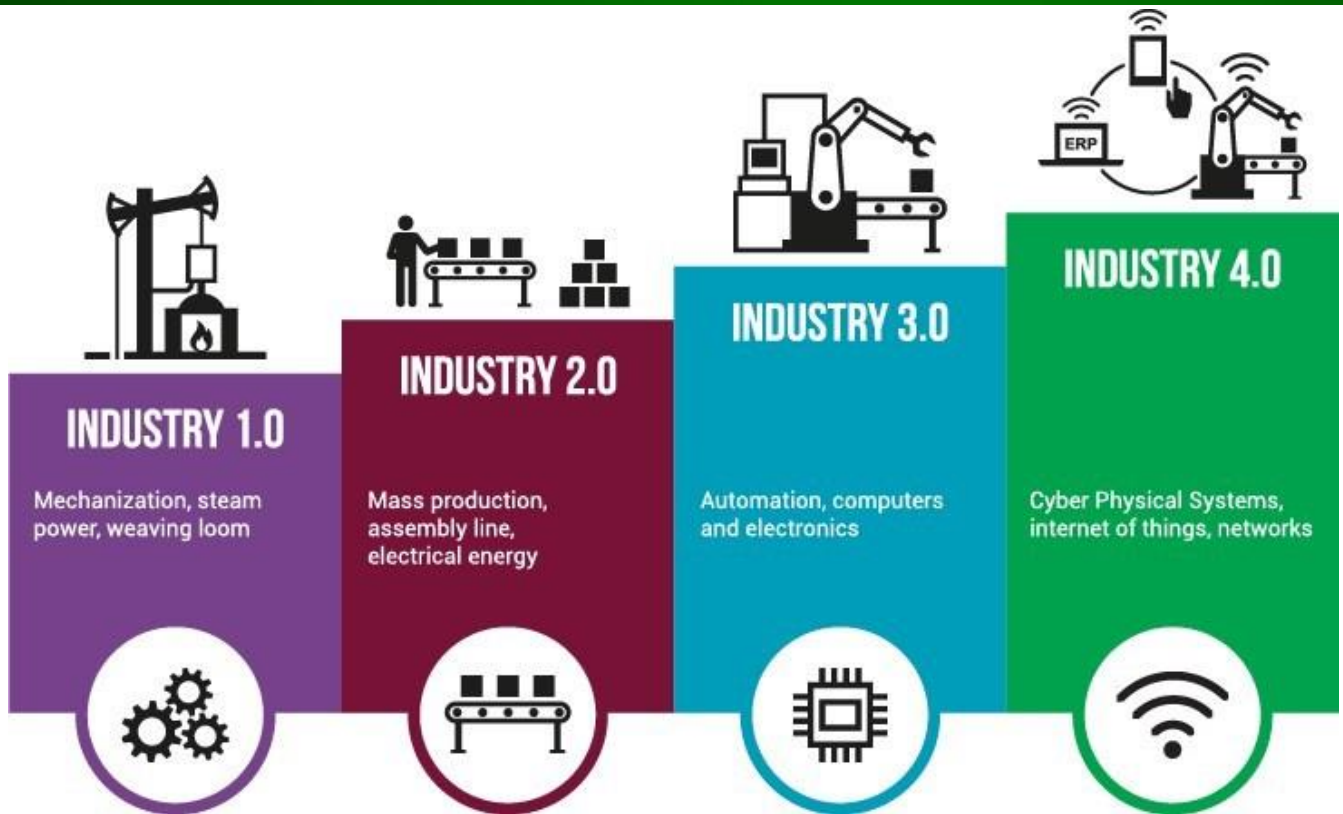 ERP
INDUSTRY 1.0
Mechanization, steam
power, weaving loom
INDUSTRY 2.0
Mass production,
assembly line,
electrical energy
INDUSTRY 3.0
Automation, computers
and electronics
INDUSTRY 4.0
Cyber Physical Systems,
internet of things, networks